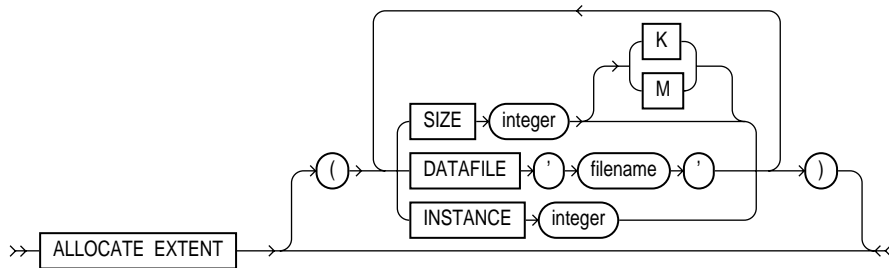 K
M
SIZE integer
( DATAFILE ' filename ' )
INSTANCE integer
ALLOCATE EXTENT